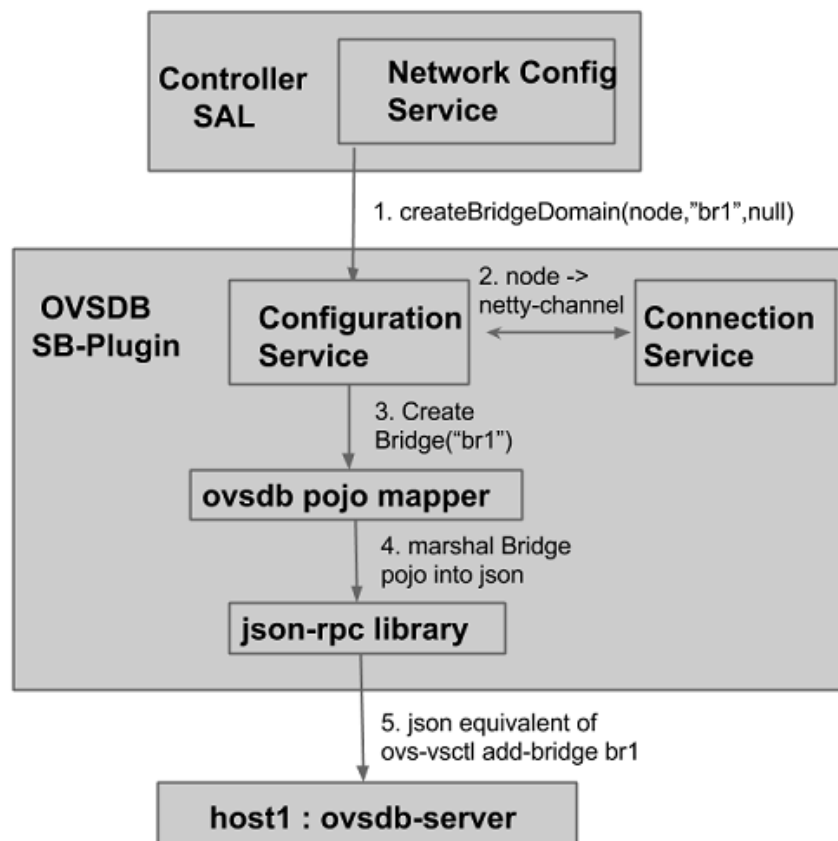 Controller
SAL
Network Config
Service
1. createBridgeDomain(node,”br1”,null)
OVSDB
SB-Plugin
Configuration
Service
2. node ->
netty-channel
Connection
Service
3. Create
Bridge(“br1”)
ovsdb pojo mapper
4. marshal Bridge
pojo into json
json-rpc library
5. json equivalent of
ovs-vsctl add-bridge br1
host1 : ovsdb-server